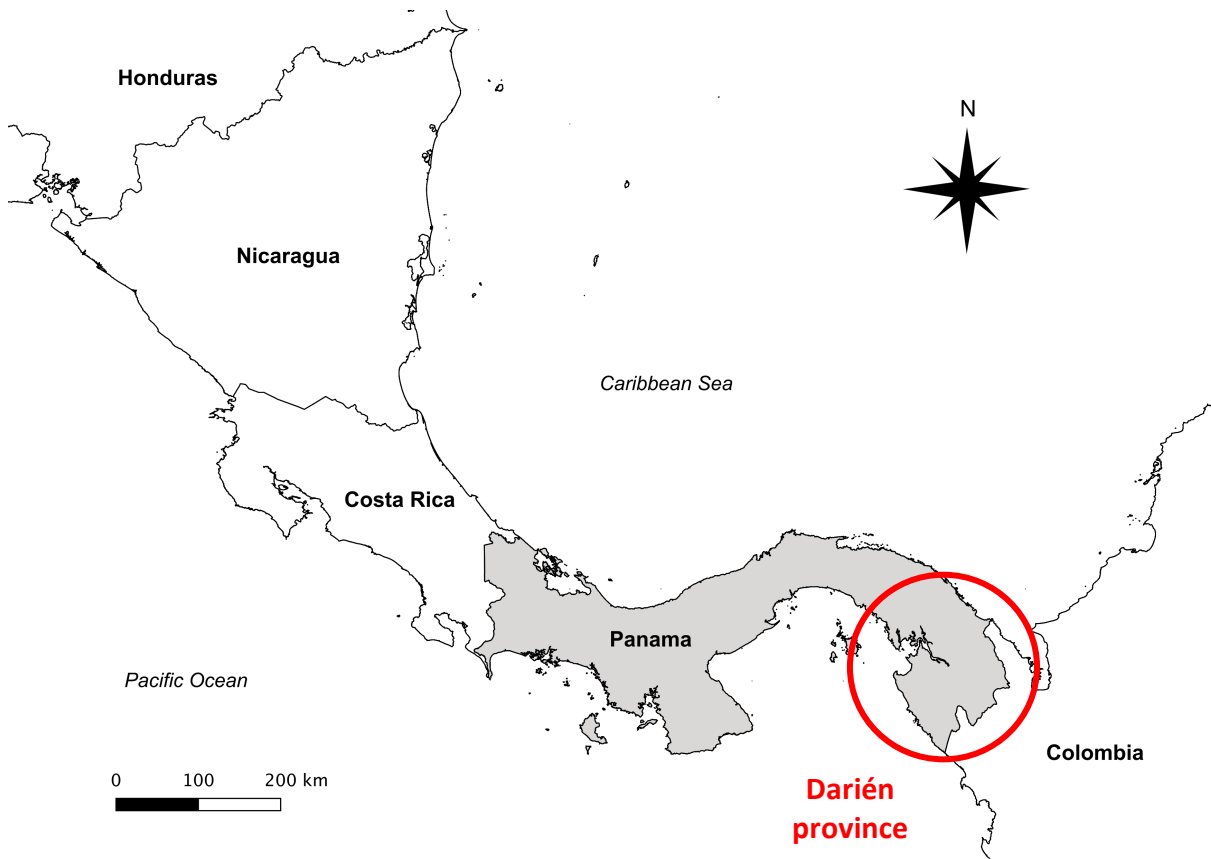 Honduras
N
Nicaragua
Caribbean Sea
Costa Rica
Panama
Pacific Ocean
Colombia
0 100 200 km
Darién
province